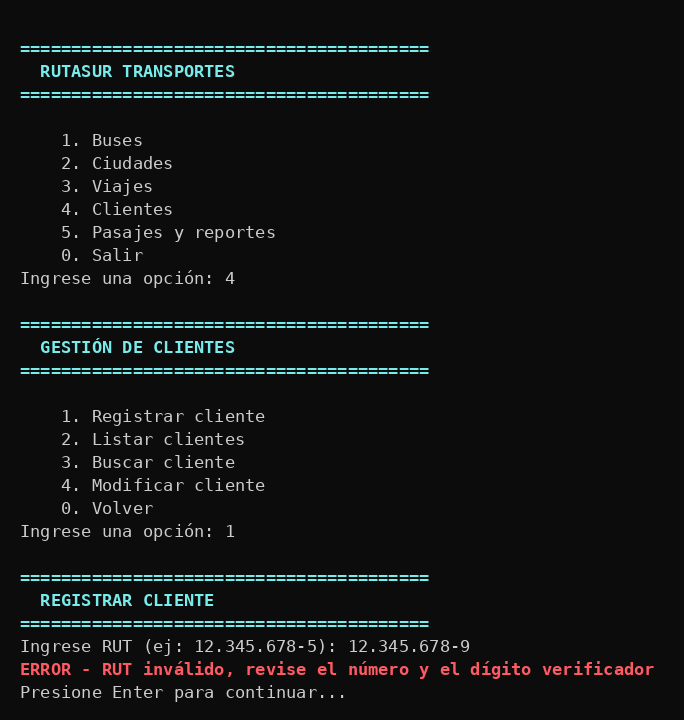 ========================================
  RUTASUR TRANSPORTES
========================================
    1. Buses
    2. Ciudades
    3. Viajes
    4. Clientes
    5. Pasajes y reportes
    0. Salir
Ingrese una opción: 4
========================================
  GESTIÓN DE CLIENTES
========================================
    1. Registrar cliente
    2. Listar clientes
    3. Buscar cliente
    4. Modificar cliente
    0. Volver
Ingrese una opción: 1
========================================
  REGISTRAR CLIENTE
========================================
Ingrese RUT (ej: 12.345.678-5): 12.345.678-9
ERROR - RUT inválido, revise el número y el dígito verificador
Presione Enter para continuar...